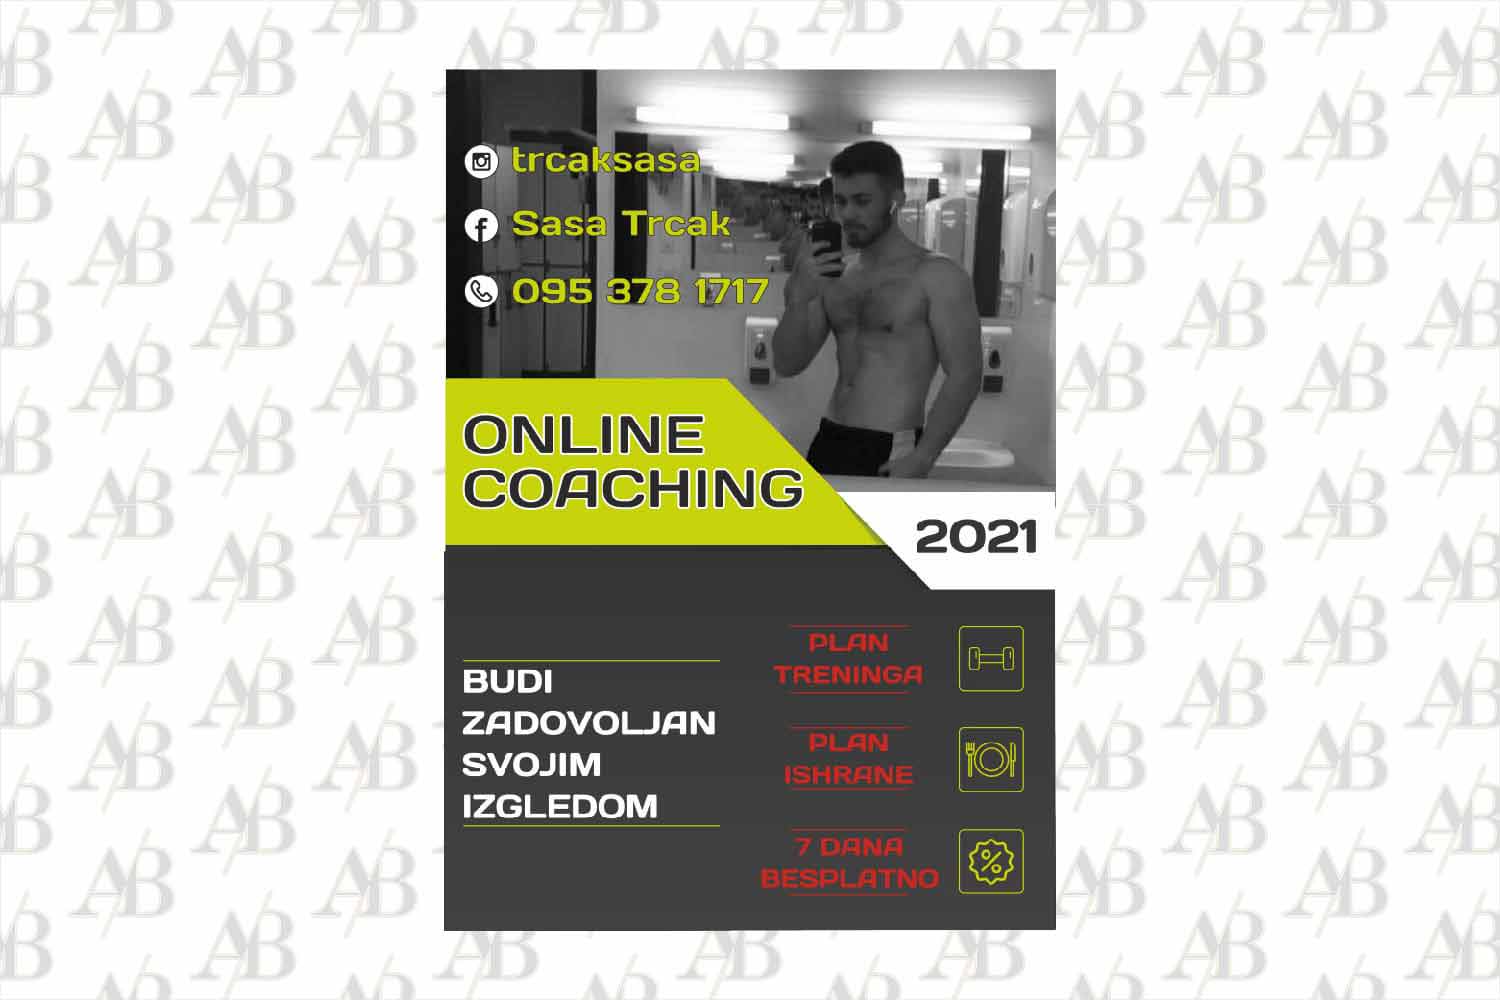 trcaksasa
Sasa Trcak
095 378 1717
ONLINE
COACHING
2021
BUDI
ZADOVOLJAN
SVOJIM
IZGLEDOM
PLAN
TRENINGA
PLAN
ISHRANE
7 DANA
BESPLATNO